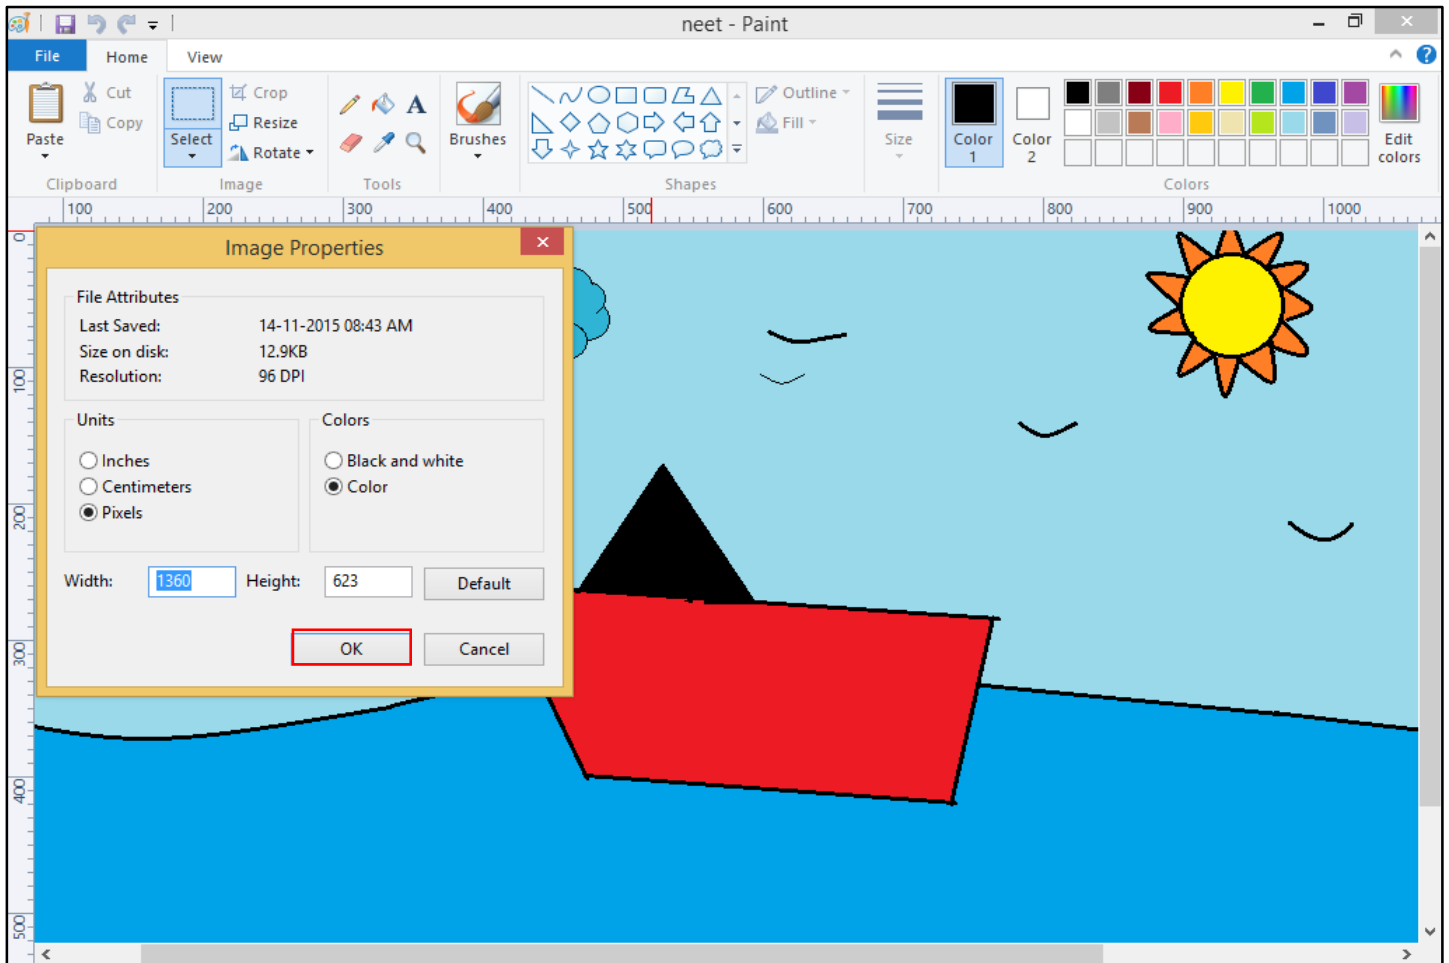 neet - Paint
File Home View
Paste
Cut
Copy
Clipboard
Select
Crop
Resize
Rotate
Image
Tools
Brushes
Outline
Fill
Shapes
Size
Color 1
Color 2
Edit colors
Colors
100 200 300 400 500 600 700 800 900 1000
0
100
200
300
400
500
Image Properties
File Attributes
Last Saved: 14-11-2015 08:43 AM
Size on disk: 12.9KB
Resolution: 96 DPI
Units
Inches
Centimeters
Pixels
Colors
Black and white
Color
Width: 1360 Height: 623 Default
OK Cancel